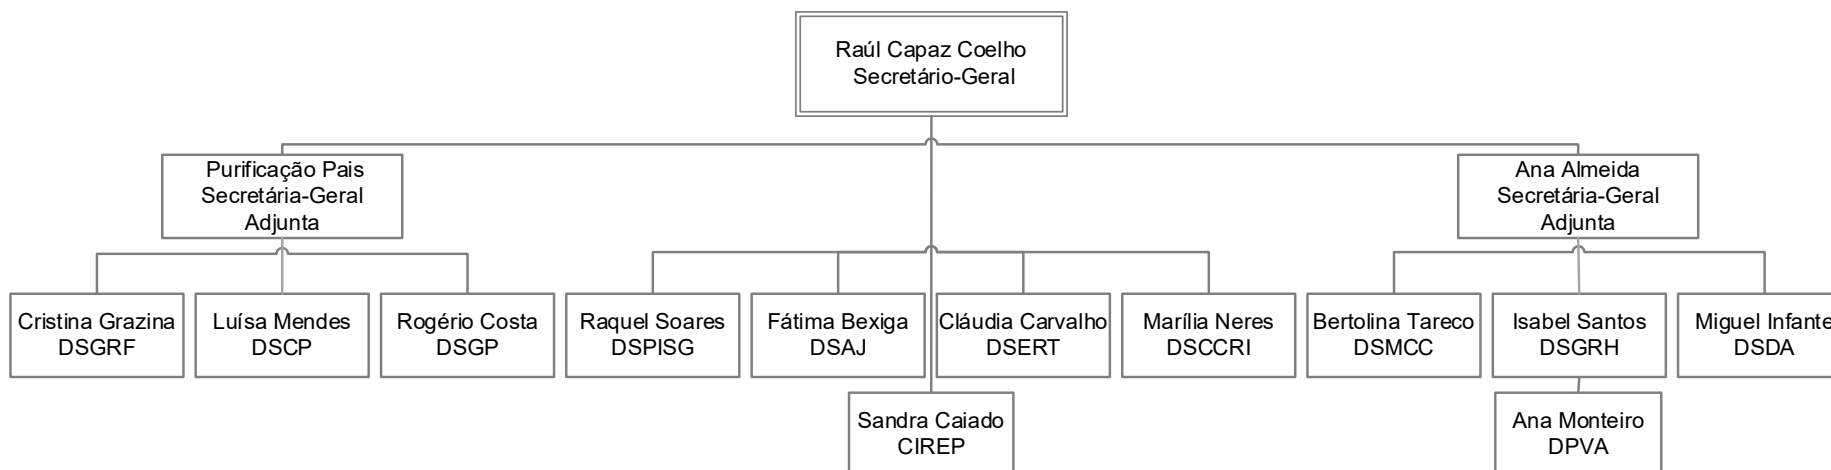 Raúl Capaz Coelho
Secretário-Geral
Purificação Pais
Secretária-Geral
Adjunta
Ana Almeida
Secretária-Geral
Adjunta
Cristina Grazina
DSGRF
Luísa Mendes
DSCP
Rogério Costa
DSGP
Raquel Soares
DSPISG
Fátima Bexiga
DSAJ
Cláudia Carvalho
DSERT
Marília Neres
DSCCRI
Bertolina Tareco
DSMCC
Isabel Santos
DSGRH
Miguel Infante
DSDA
Sandra Caiado
CIREP
Ana Monteiro
DPVA